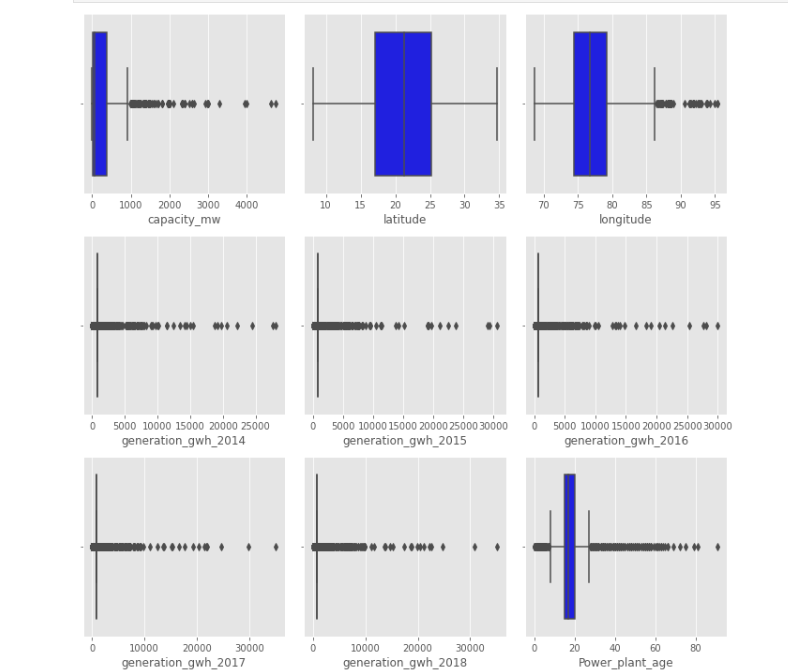 0 1000 2000 3000 4000
capacity_mw
10 15 20 25 30 35
latitude
70 75 80 85 90 95
longitude
0 5000 10000 15000 20000 25000
generation_gwh_2014
0 5000 10000 15000 20000 25000 30000
generation_gwh_2015
0 5000 10000 15000 20000 25000 30000
generation_gwh_2016
0 10000 20000 30000
generation_gwh_2017
0 10000 20000 30000
generation_gwh_2018
0 20 40 60 80
Power_plant_age